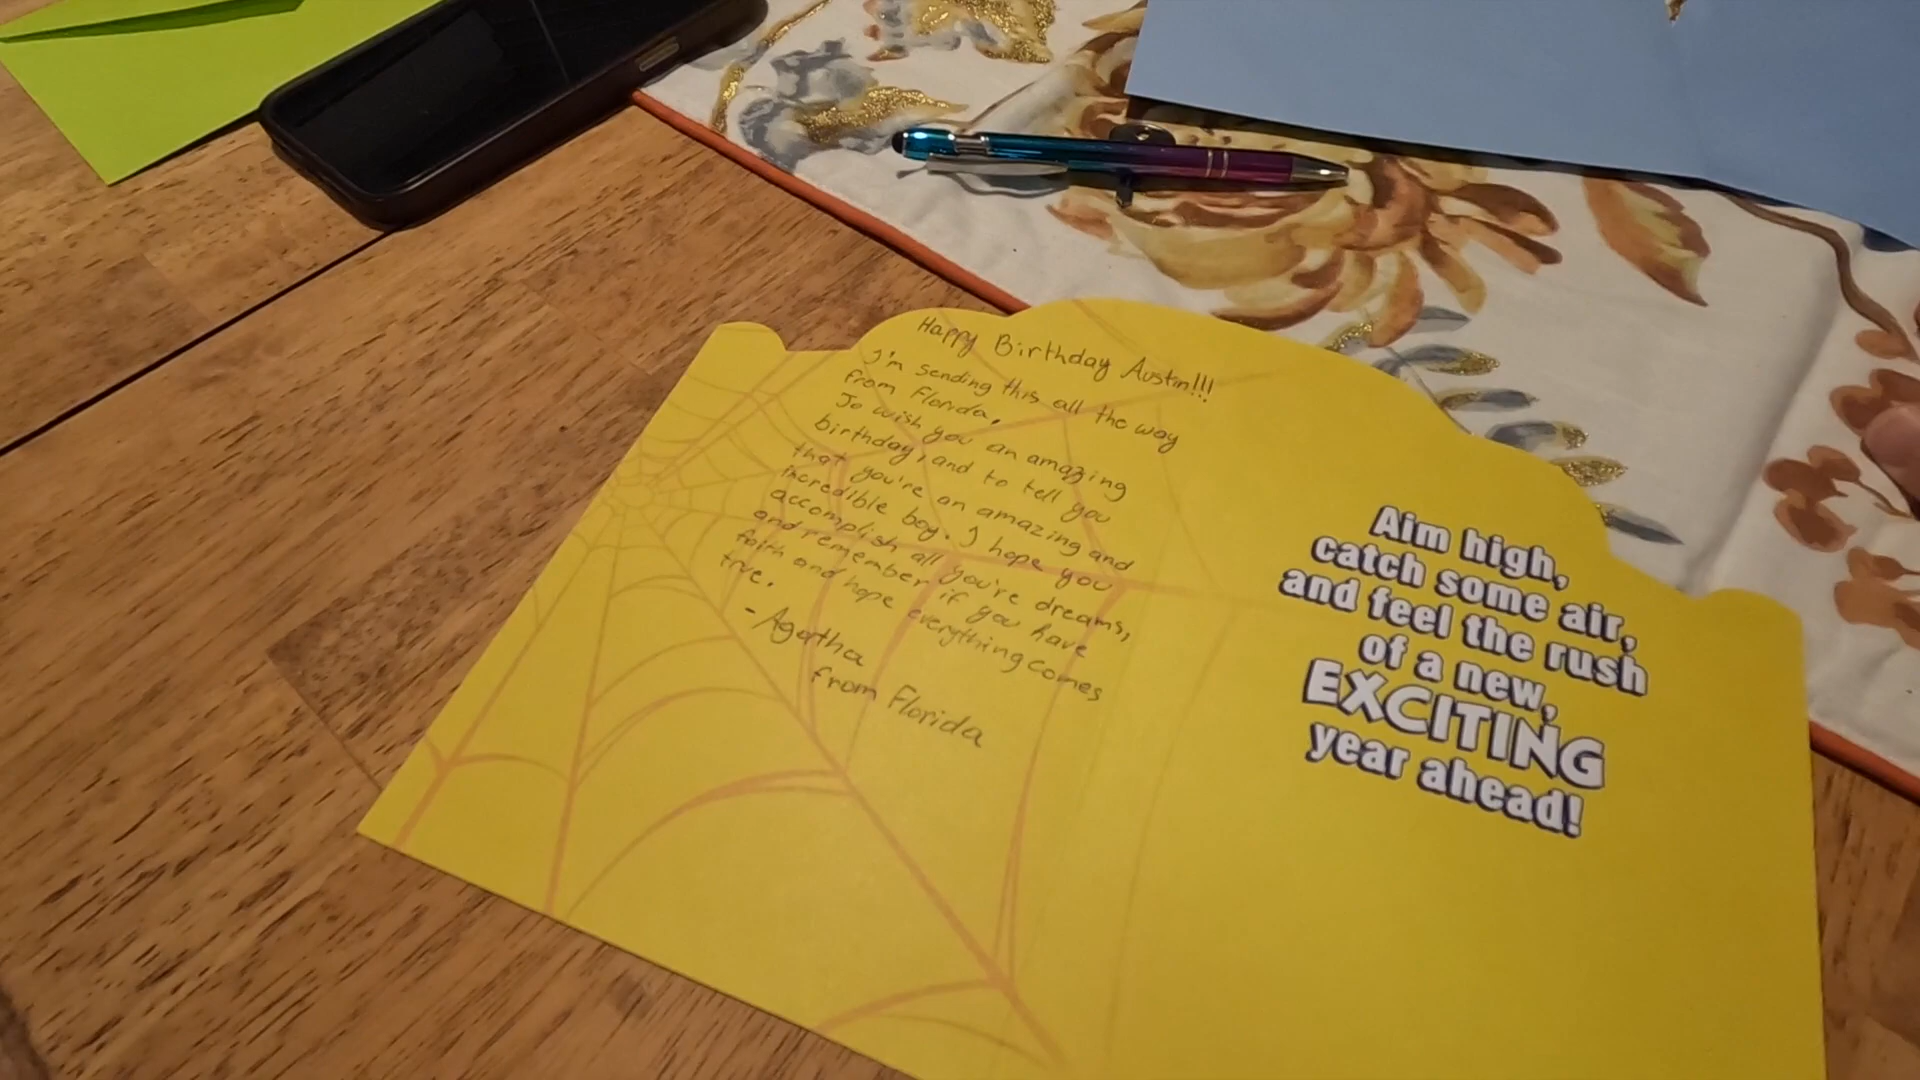 Happy Birthday Austin!!!
I'm sending this all the way
from Florida.
To wish you an amazing
birthday, and to tell you
that you're an amazing and
incredible boy. I hope you
accomplish all you're dreams,
and remember if you have
faith and hope everything comes
true.
- Agatha
from Florida
Aim high,
catch some air,
and feel the rush
of a new,
EXCITING
year ahead!